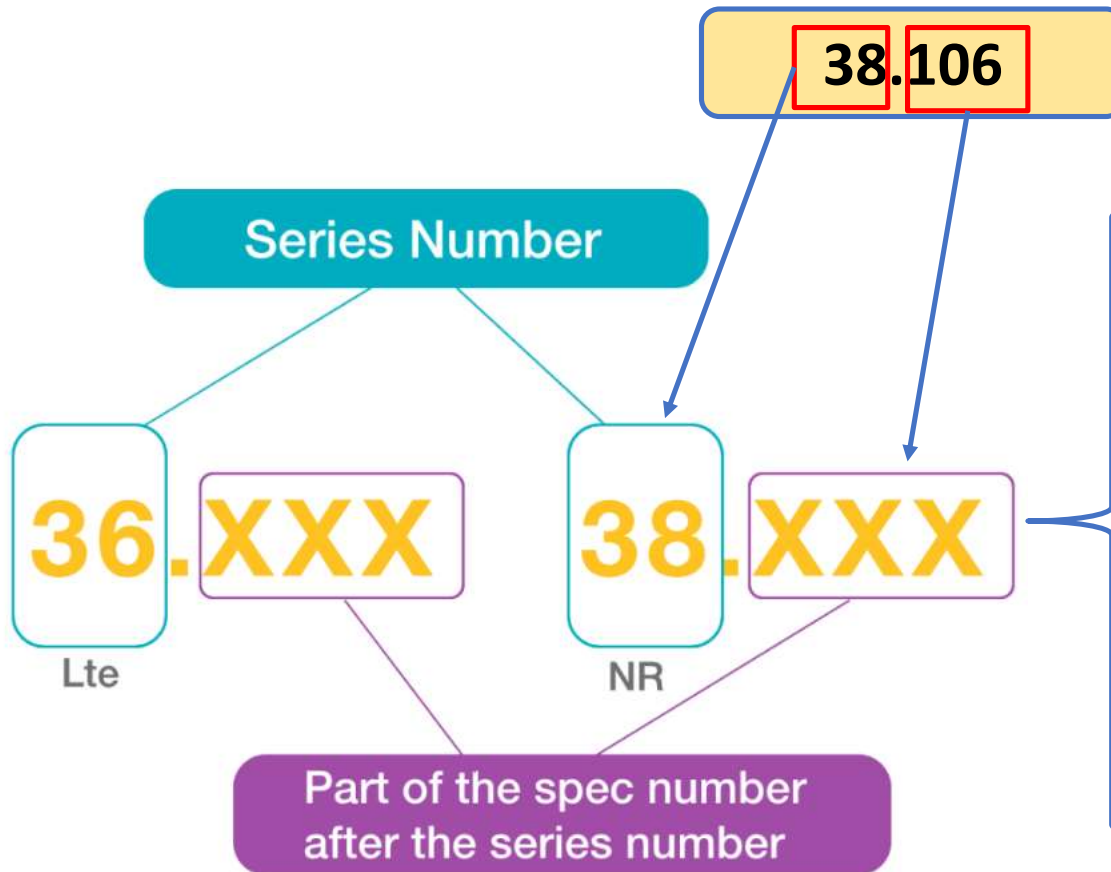 38.106
Series Number
36.XXX
38.XXX
Lte
NR
Part of the spec number
after the series number